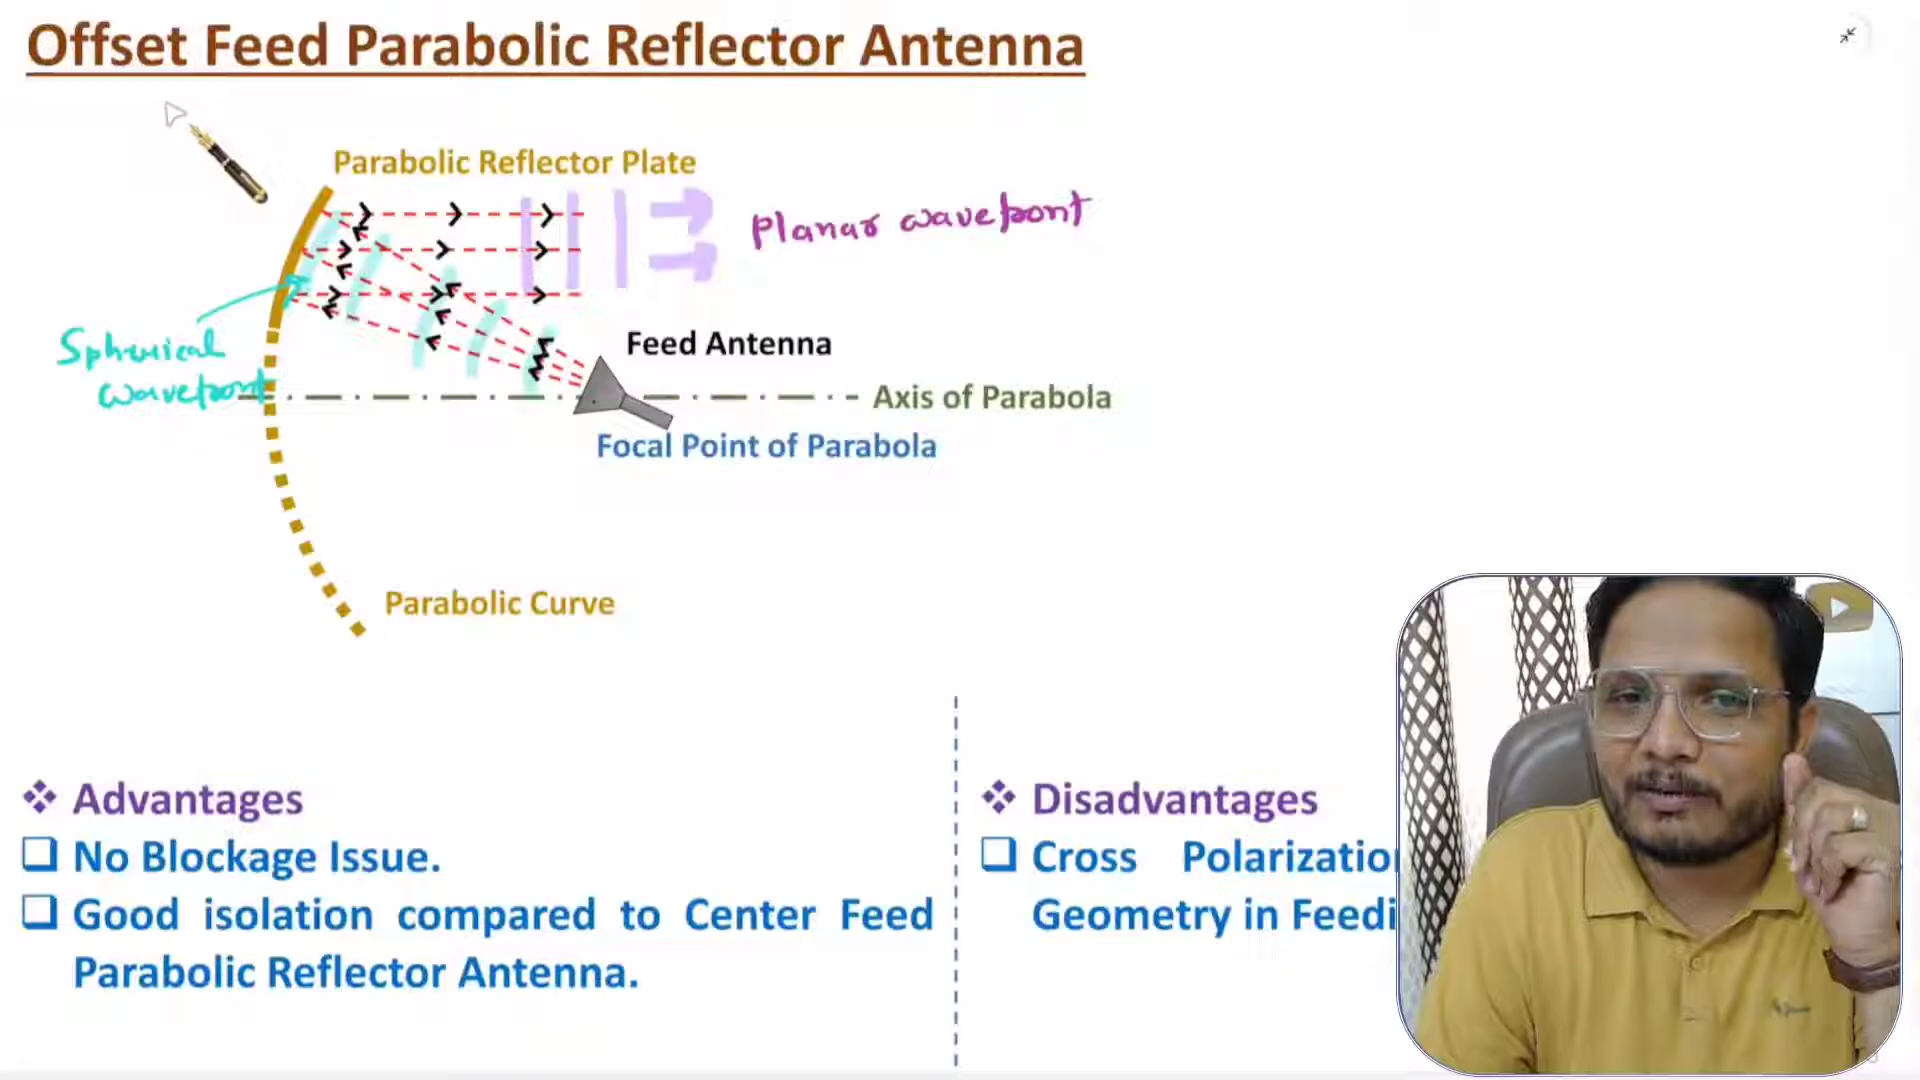 Offset Feed Parabolic Reflector Antenna
Parabolic Reflector Plate
Planar wavefront
Feed Antenna
Spherical
wavefront
Axis of Parabola
Focal Point of Parabola
Parabolic Curve
Advantages
No Blockage Issue.
Good isolation compared to Center Feed
Parabolic Reflector Antenna.
Disadvantages
Cross
Geometry in